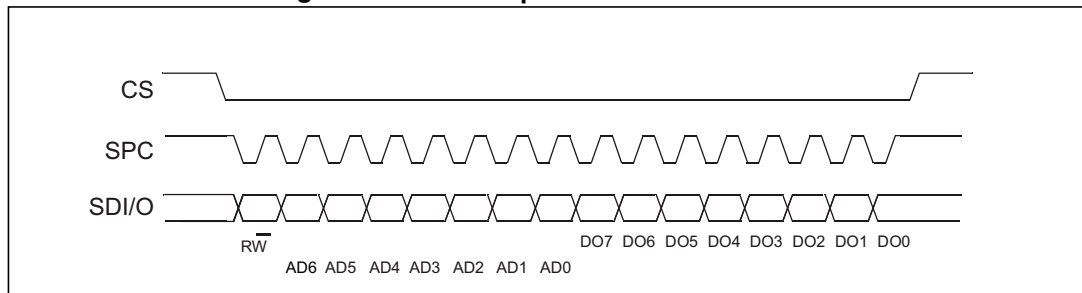 CS
SPC
SDI/O
RW
DO7 DO6 DO5 DO4 DO3 DO2 DO1 DO0
AD6 AD5 AD4 AD3 AD2 AD1 AD0